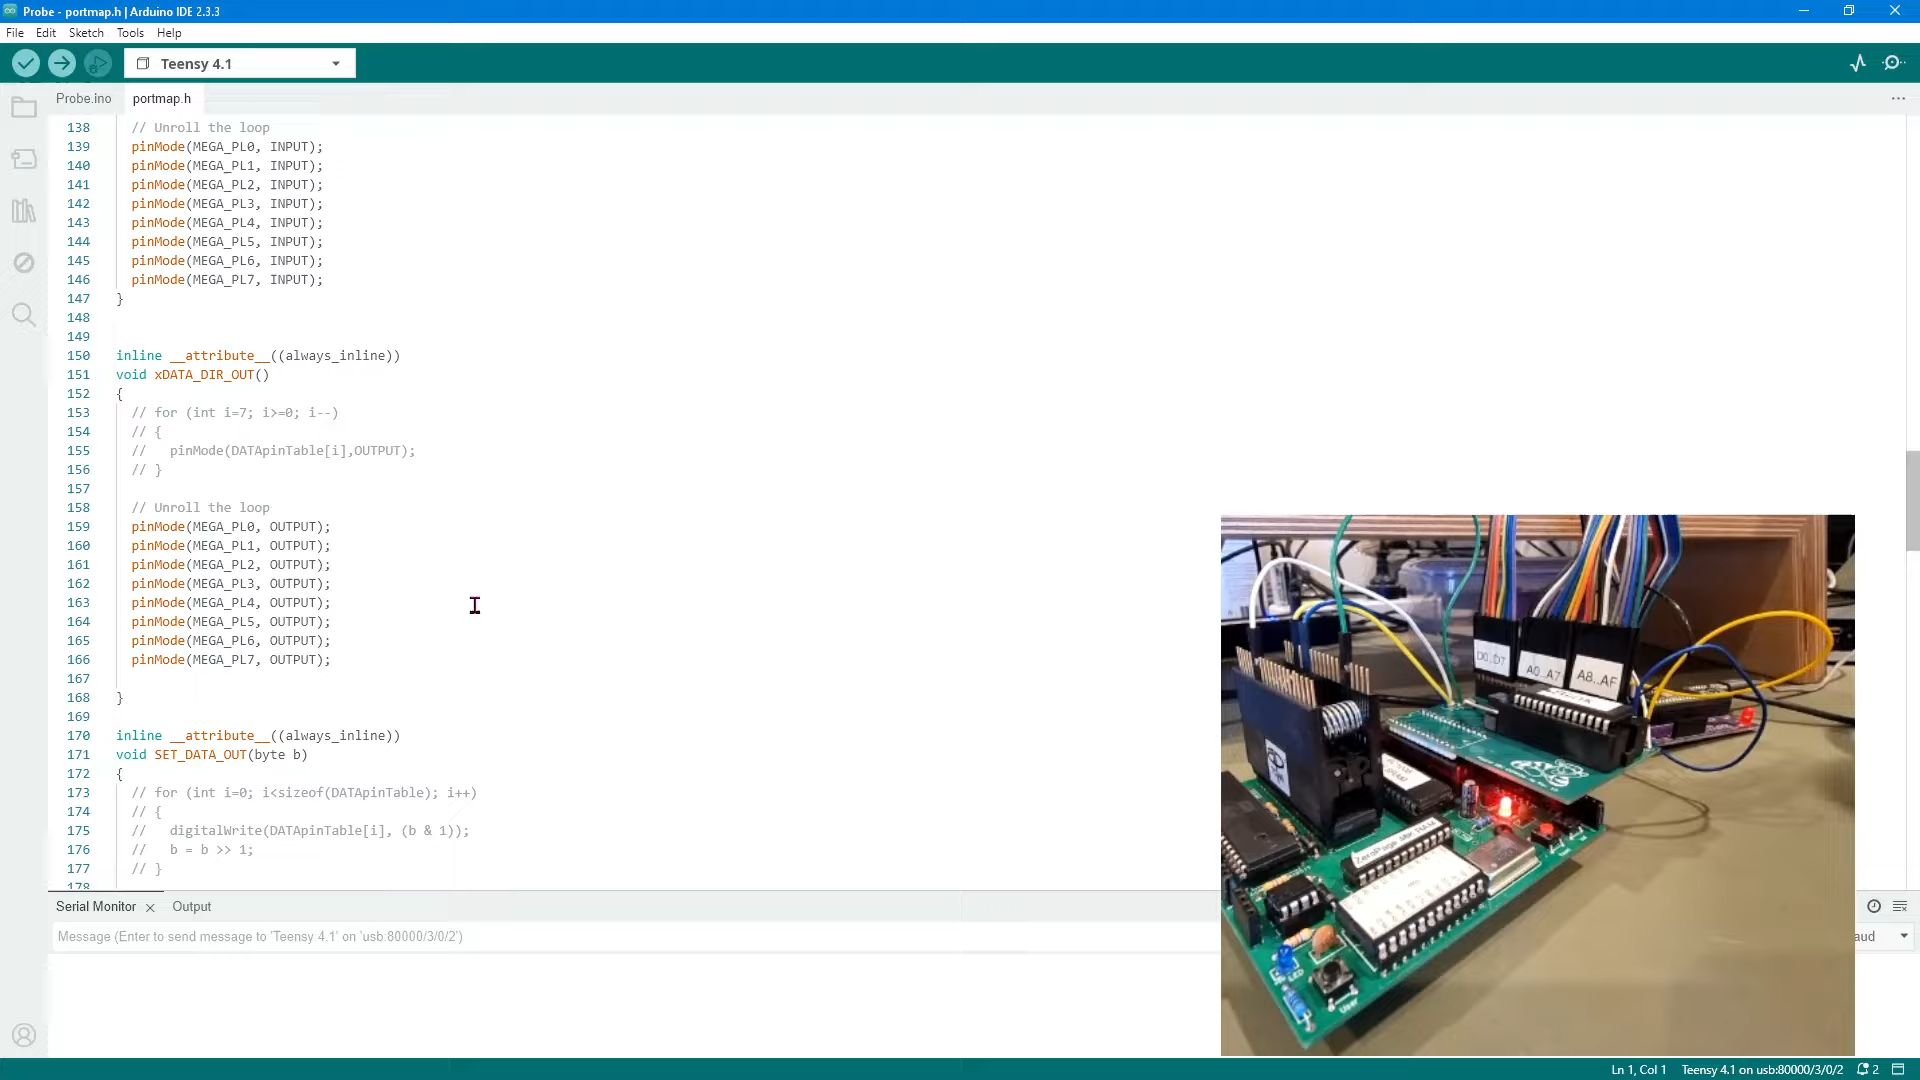 Probe - portmap.h | Arduino IDE 2.3.3
File Edit Sketch Tools Help
Teensy 4.1
Probe.ino portmap.h
138 // Unroll the loop
139 pinMode(MEGA_PL0, INPUT);
140 pinMode(MEGA_PL1, INPUT);
141 pinMode(MEGA_PL2, INPUT);
142 pinMode(MEGA_PL3, INPUT);
143 pinMode(MEGA_PL4, INPUT);
144 pinMode(MEGA_PL5, INPUT);
145 pinMode(MEGA_PL6, INPUT);
146 pinMode(MEGA_PL7, INPUT);
147 }
148
149
150 inline __attribute__((always_inline))
151 void xDATA_DIR_OUT()
152 {
153 // for (int i=7; i>=0; i--)
154 // {
155 // pinMode(DATApinTable[i],OUTPUT);
156 // }
157
158 // Unroll the loop
159 pinMode(MEGA_PL0, OUTPUT);
160 pinMode(MEGA_PL1, OUTPUT);
161 pinMode(MEGA_PL2, OUTPUT);
162 pinMode(MEGA_PL3, OUTPUT);
163 pinMode(MEGA_PL4, OUTPUT);
164 pinMode(MEGA_PL5, OUTPUT);
165 pinMode(MEGA_PL6, OUTPUT);
166 pinMode(MEGA_PL7, OUTPUT);
167
168 }
169
170 inline __attribute__((always_inline))
171 void SET_DATA_OUT(byte b)
172 {
173 // for (int i=0; i<sizeof(DATApinTable); i++)
174 // {
175 // digitalWrite(DATApinTable[i], (b & 1));
176 // b = b >> 1;
177 // }
178
D0..D7
A0..A7
A8..AF
ZeroPage
RAM
LED
User
Serial Monitor Output
Message (Enter to send message to 'Teensy 4.1' on 'usb:80000/3/0/2')
aud
Ln 1, Col 1 Teensy 4.1 on usb:80000/3/0/2 2